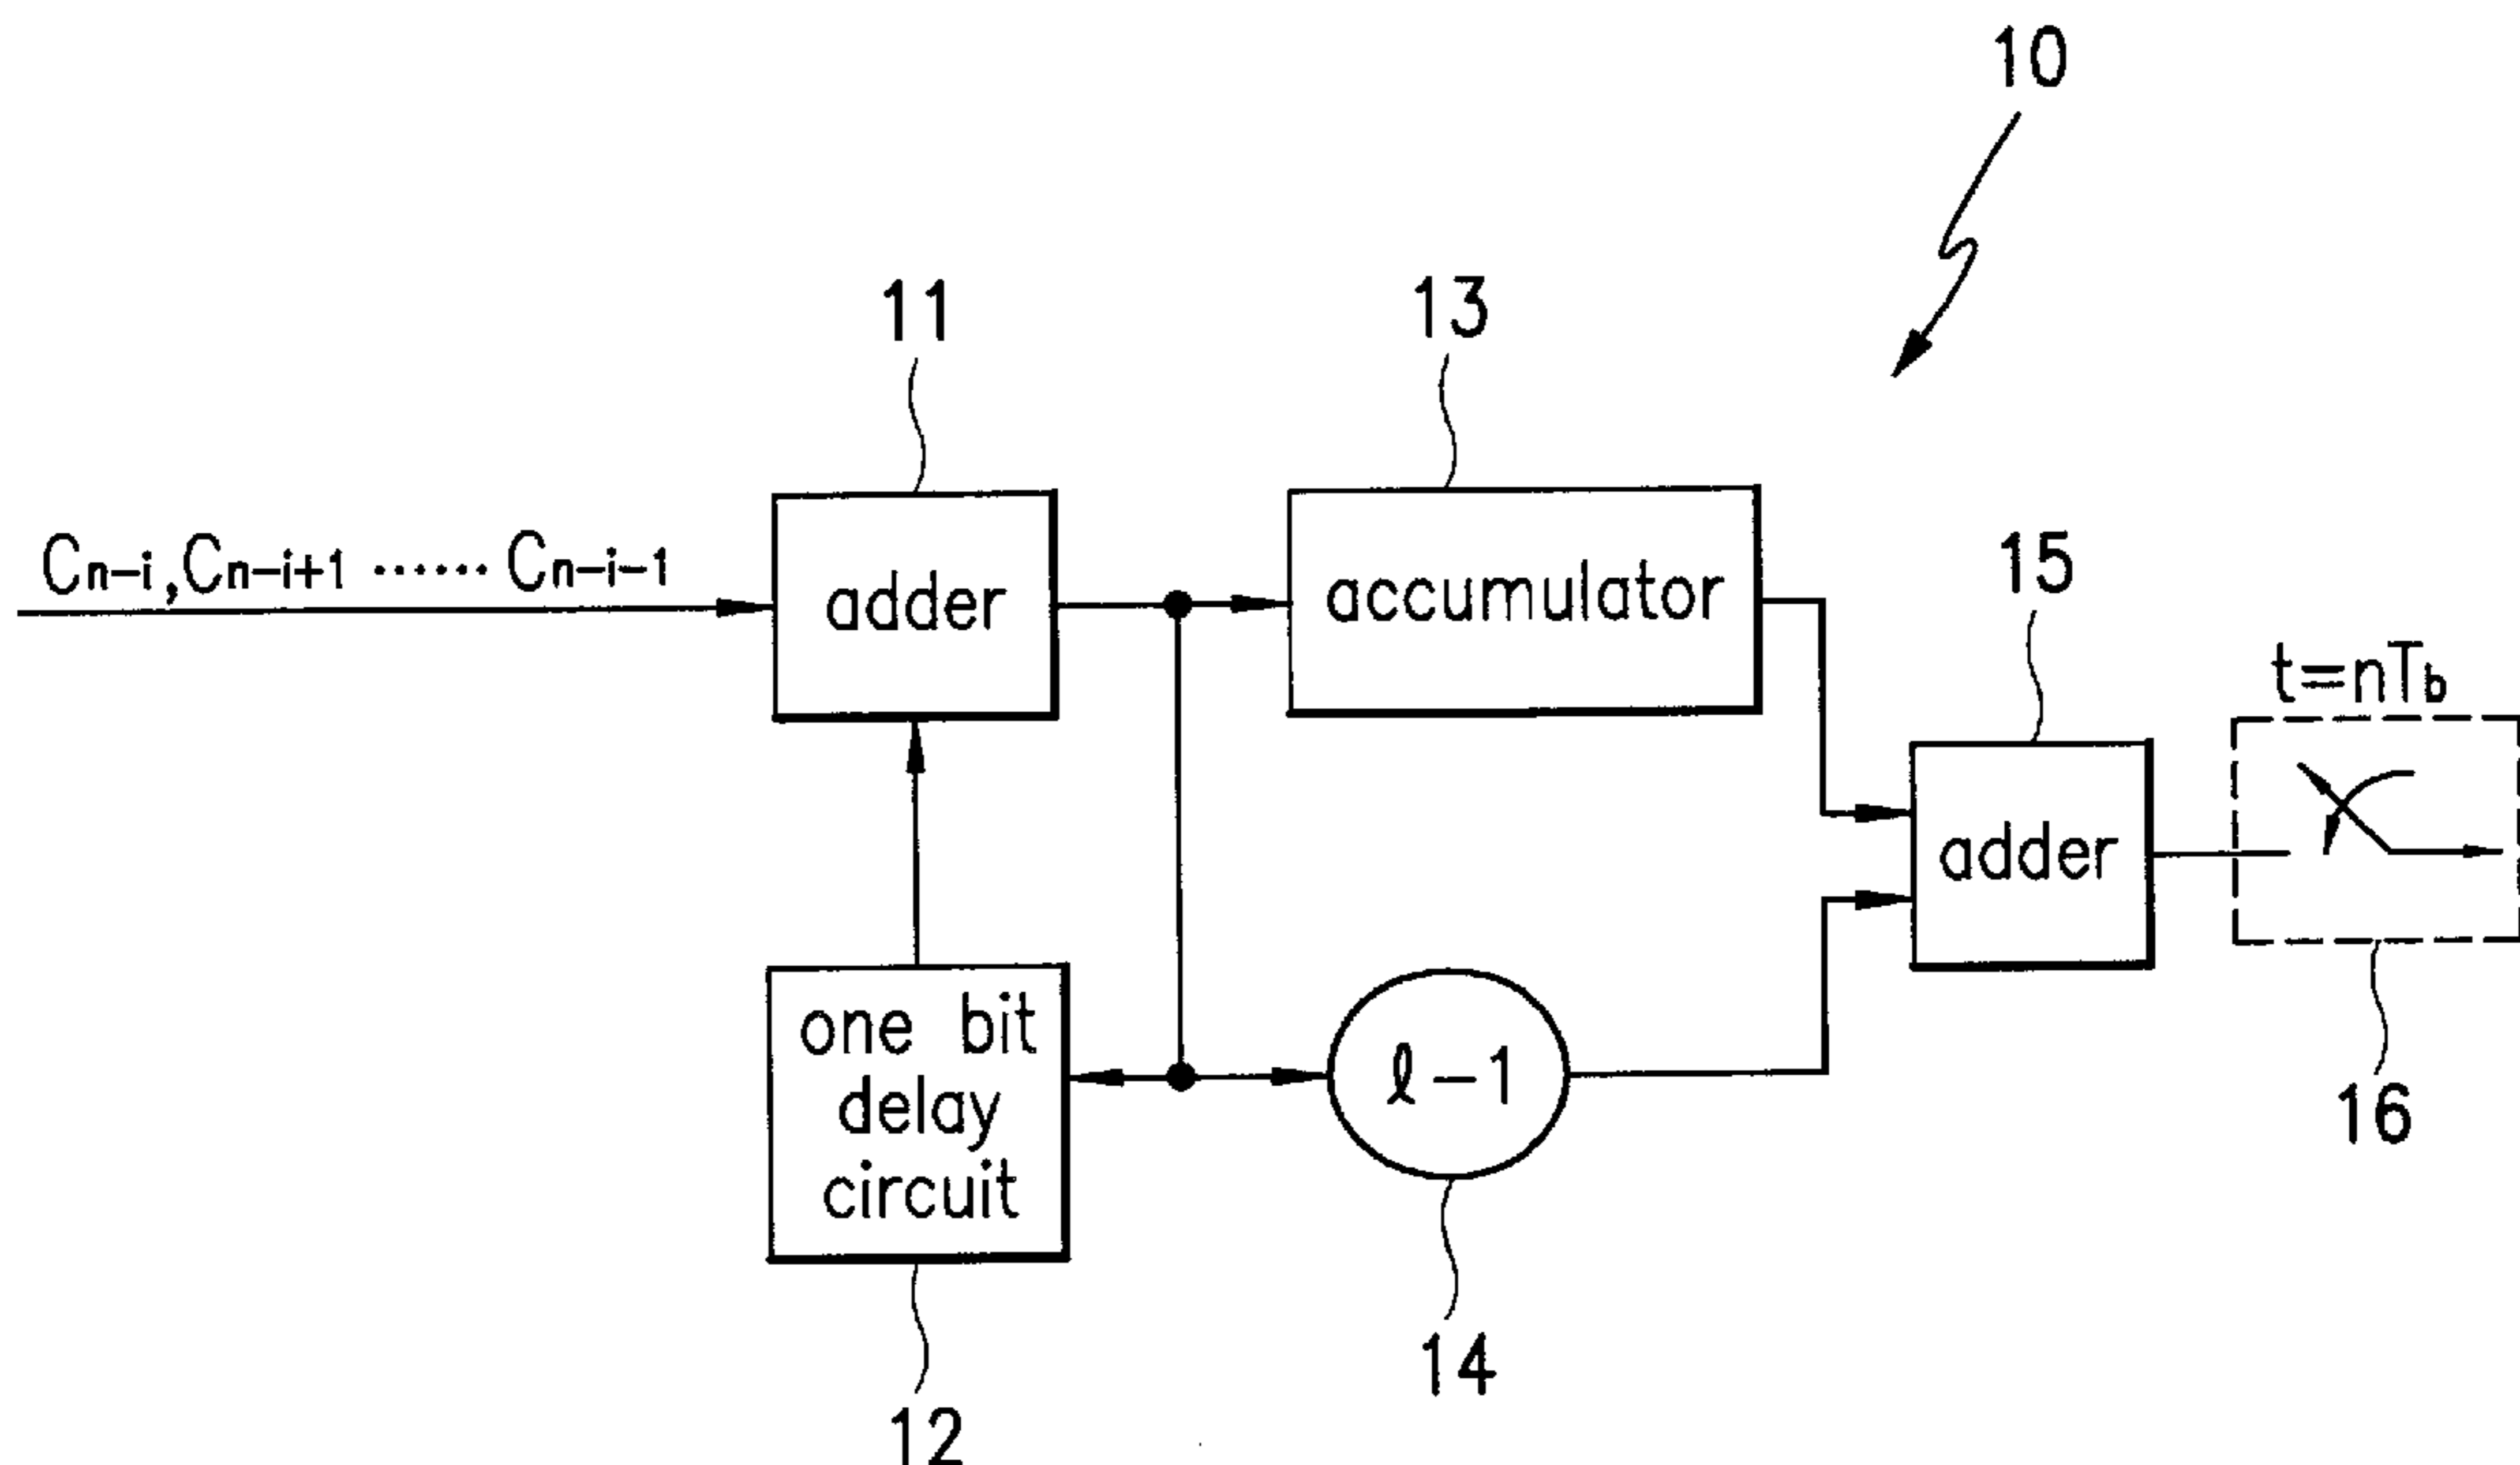 10
11
13
Cn-i,Cn-i+1 ······ Cn-i-1
adder
accumulator
15
t=nTb
adder
one bit
delay
circuit
ℓ-1
16
14
12